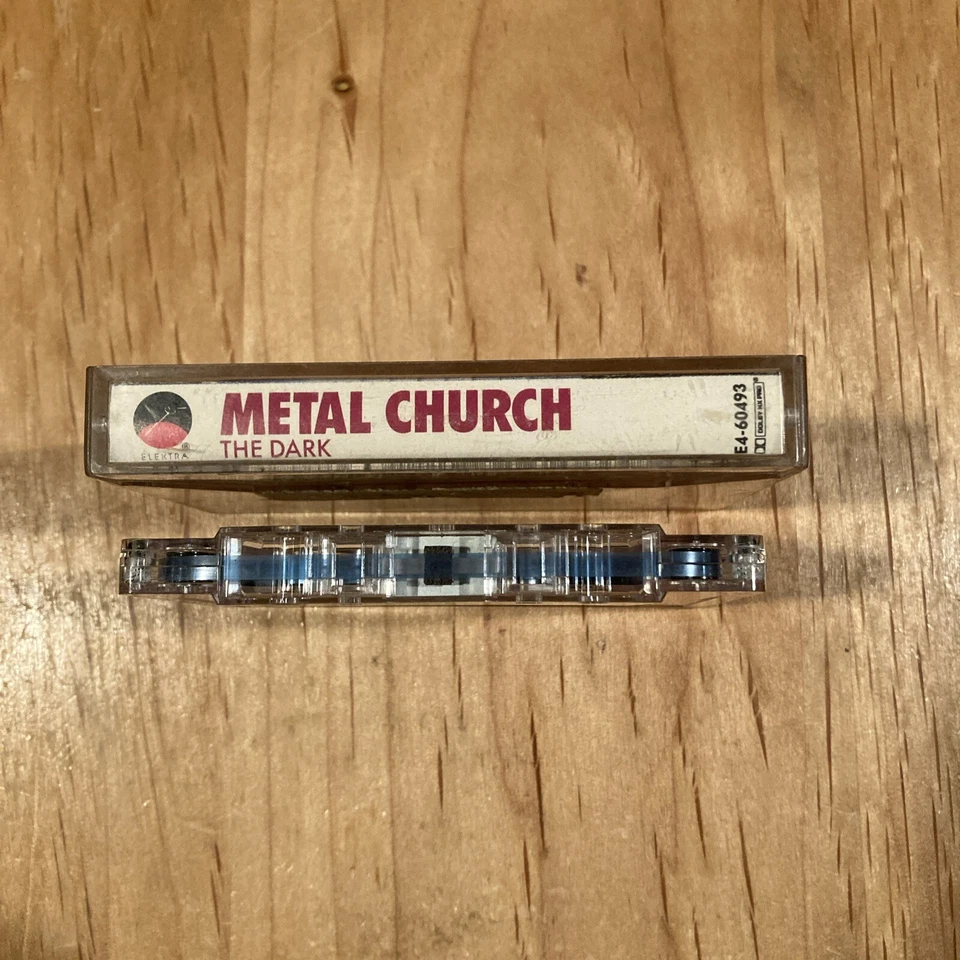 METAL CHURCH
THE DARK
ELEKTRA
®
E4-60493
DOLBY HX PRO